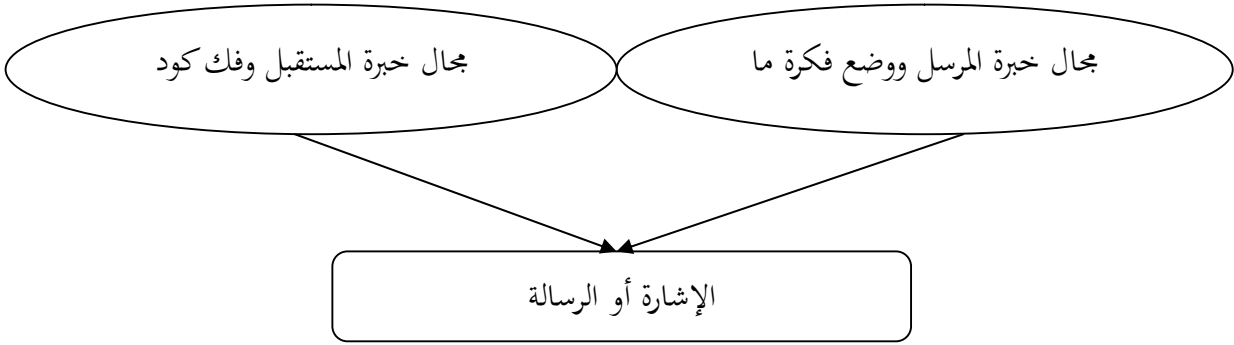 مجال خبرة المرسل ووضع فكرة ما
مجال خبرة المستقبل وفك كود
الإشارة أو الرسالة